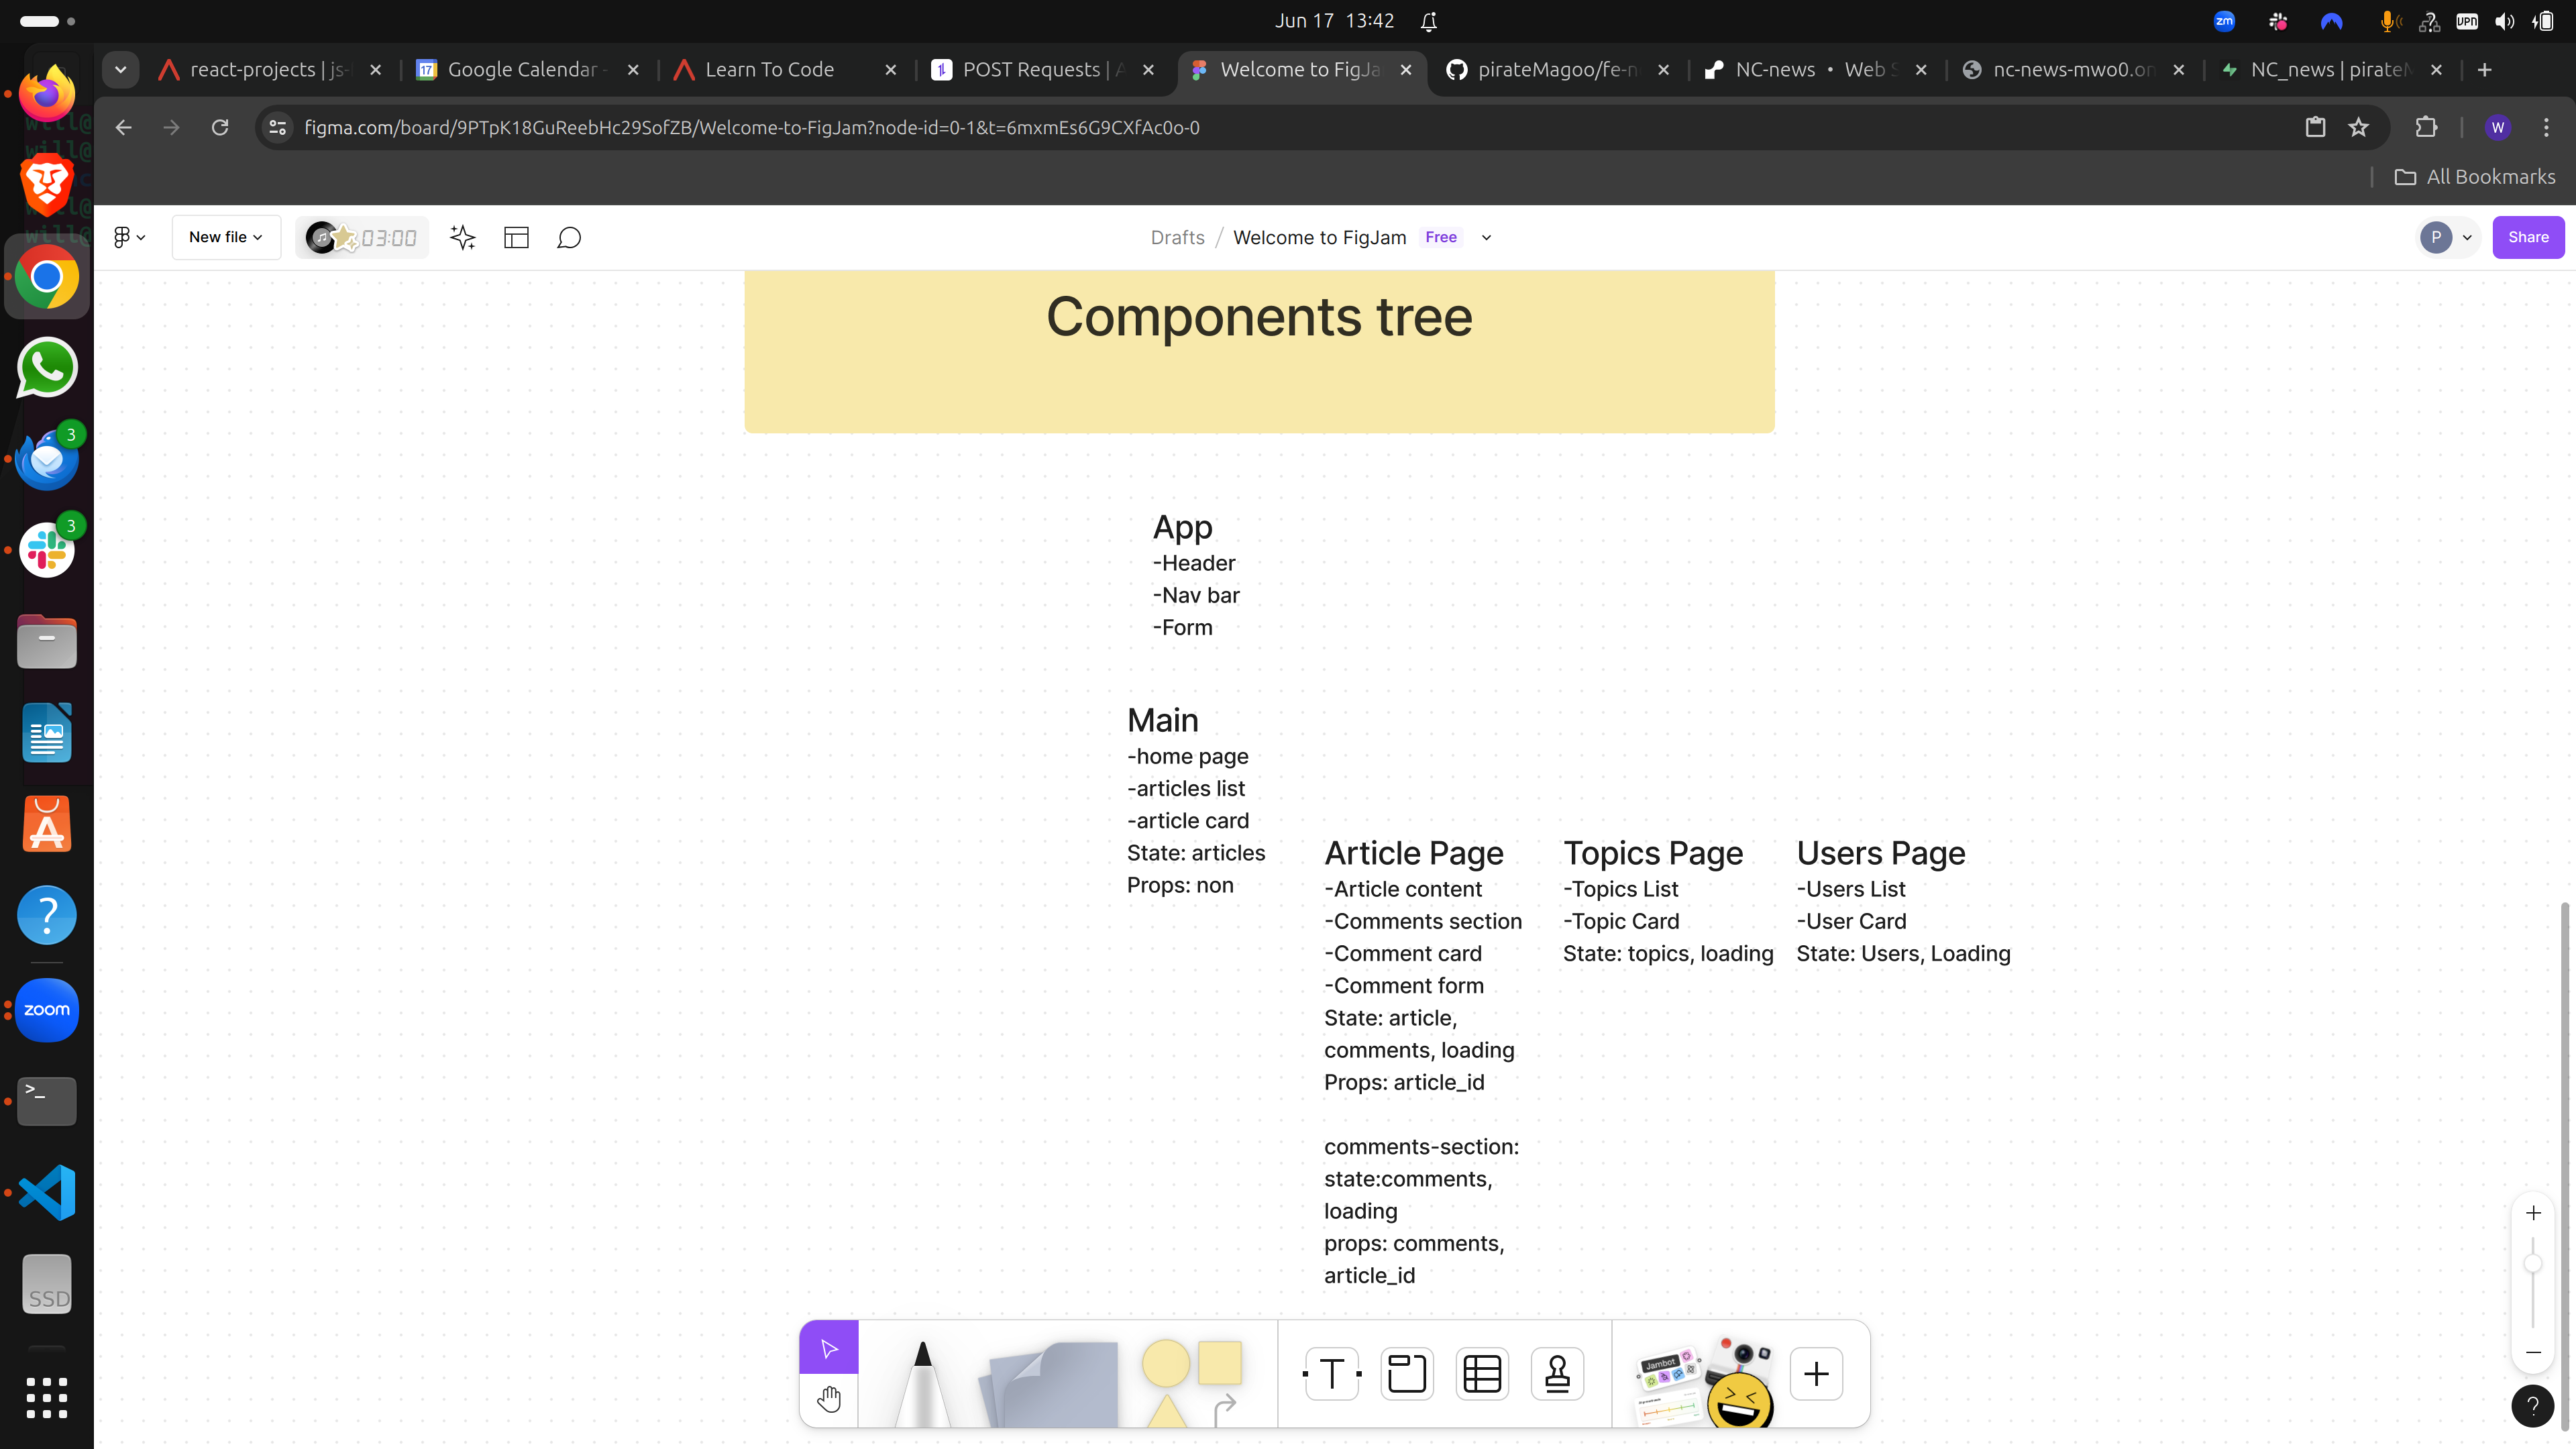 Jun 17 13:42
zm
VPN
react-projects | js-
Google Calendar -
Learn To Code
POST Requests | A
Welcome to FigJa
pirateMagoo/fe-n
NC-news • Web S
nc-news-mwo0.on
NC_news | pirateM
figma.com/board/9PTpK18GuReebHc29SofZB/Welcome-to-FigJam?node-id=0-1&t=6mxmEs6G9CXfAc0o-0
W
All Bookmarks
New file
03:00
Drafts / Welcome to FigJam Free
P
Share
Components tree
App
-Header
-Nav bar
-Form
Main
-home page
-articles list
-article card
State: articles
Props: non
Article Page
-Article content
-Comments section
-Comment card
-Comment form
State: article,
comments, loading
Props: article_id
comments-section:
state:comments,
loading
props: comments,
article_id
Topics Page
-Topics List
-Topic Card
State: topics, loading
Users Page
-Users List
-User Card
State: Users, Loading
3
3
zoom
SSD
T
Jambot